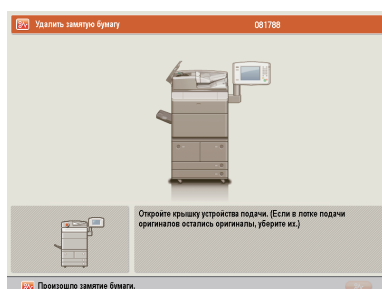 Удалить замятую бумагу 081788
Откройте крышку устройства подачи. (Если в лотке подачи
оригиналов остались оригиналы, уберите их.)
Произошло замятие бумаги.